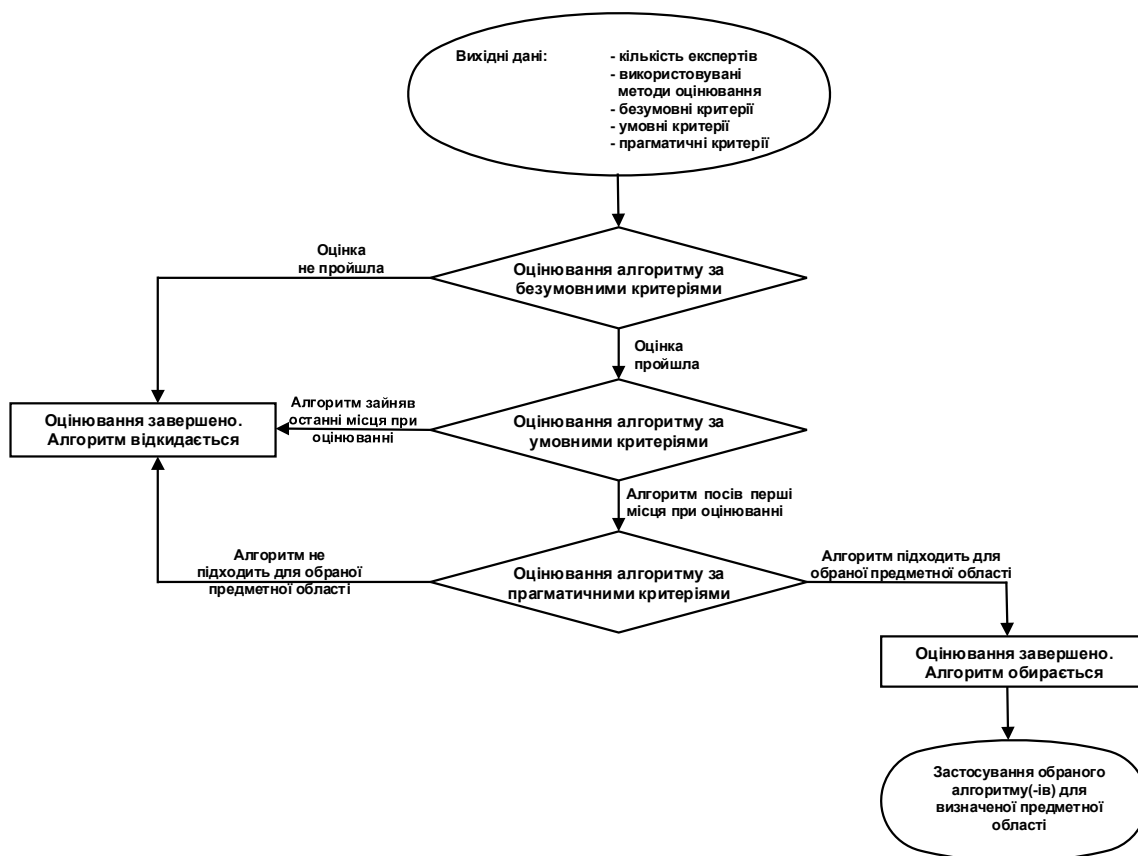 Вихідні дані: - кількість експертів
- використовувані
методи оцінювання
- безумовні критерії
- умовні критерії
- прагматичні критерії
Оцінка
не пройшла
Оцінювання алгоритму за
безумовними критеріями
Оцінка
пройшла
Оцінювання завершено.
Алгоритм відкидається
Алгоритм зайняв
останні місця при
оцінюванні
Оцінювання алгоритму за
умовними критеріями
Алгоритм посів перші
місця при оцінюванні
Алгоритм не
підходить для обраної
предметної області
Оцінювання алгоритму за
прагматичними критеріями
Алгоритм підходить для
обраної предметної області
Оцінювання завершено.
Алгоритм обирається
Застосування обраного
алгоритму(-ів) для
визначеної предметної
області